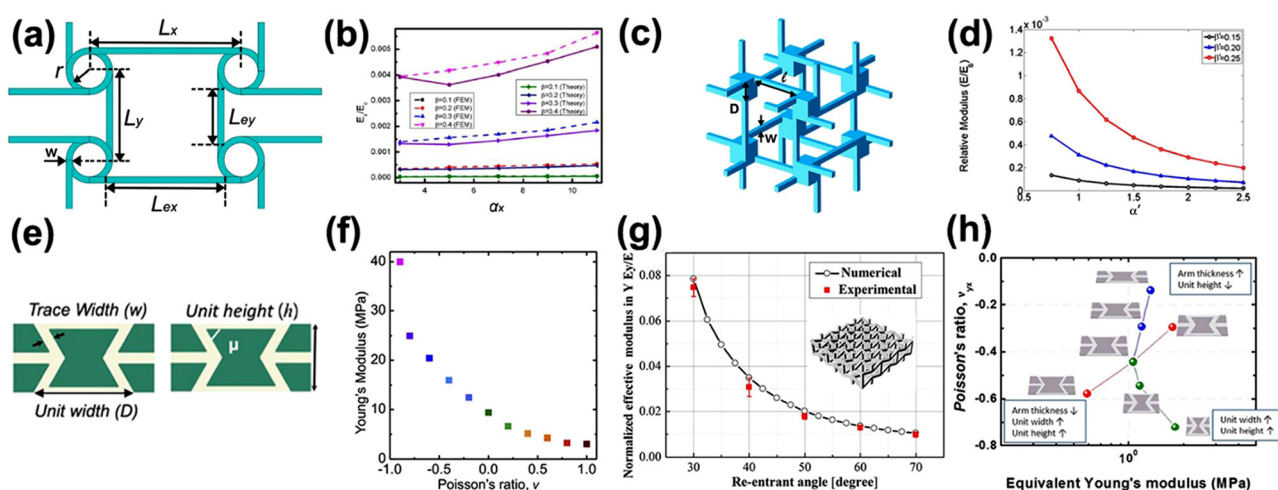 (a)
Lx
r
Ly
Ley
w
Lex
(b)
0.005
0.004
0.003
0.002
0.001
0.000
Ex/Es
β=0.1 (FEM)
β=0.2 (FEM)
β=0.3 (FEM)
β=0.4 (FEM)
β=0.1 (Theory)
β=0.2 (Theory)
β=0.3 (Theory)
β=0.4 (Theory)
4 6 8 10
αx
(c)
ℓ
D
W
(d)
×10⁻³
1.4
1.2
1
0.8
0.6
0.4
0.2
0
Relative Modulus (E/Eb)
β'=0.15
β'=0.20
β'=0.25
0.5 1 1.5 2 2.5
α'
(e)
Trace Width (w)
Unit height (h)
μ
Unit width (D)
(f)
Young's Modulus (MPa)
40
30
20
10
0
-1.0 -0.5 0.0 0.5 1.0
Poisson's ratio, ν
(g)
Normalized effective modulus in Y Ey/E
0.08
0.06
0.04
0.02
0.00
Numerical
Experimental
30 40 50 60 70
Re-entrant angle [degree]
(h)
Poisson's ratio, νyx
0.0
-0.2
-0.4
-0.6
-0.8
Arm thickness ↑
Unit height ↓
Arm thickness ↓
Unit width ↑
Unit height ↑
Unit width ↑
Unit height ↑
10⁰
Equivalent Young's modulus (MPa)